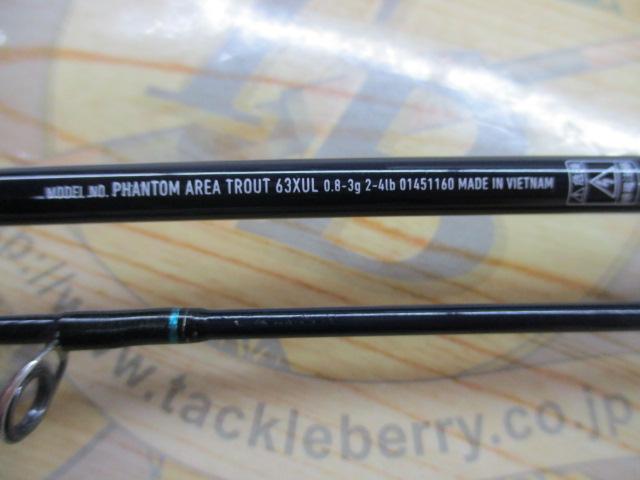 MODEL NO. PHANTOM AREA TROUT 63XUL 0.8-3g 2-4lb 01451160 MADE IN VIETNAM
www.tackleberry.co.jp